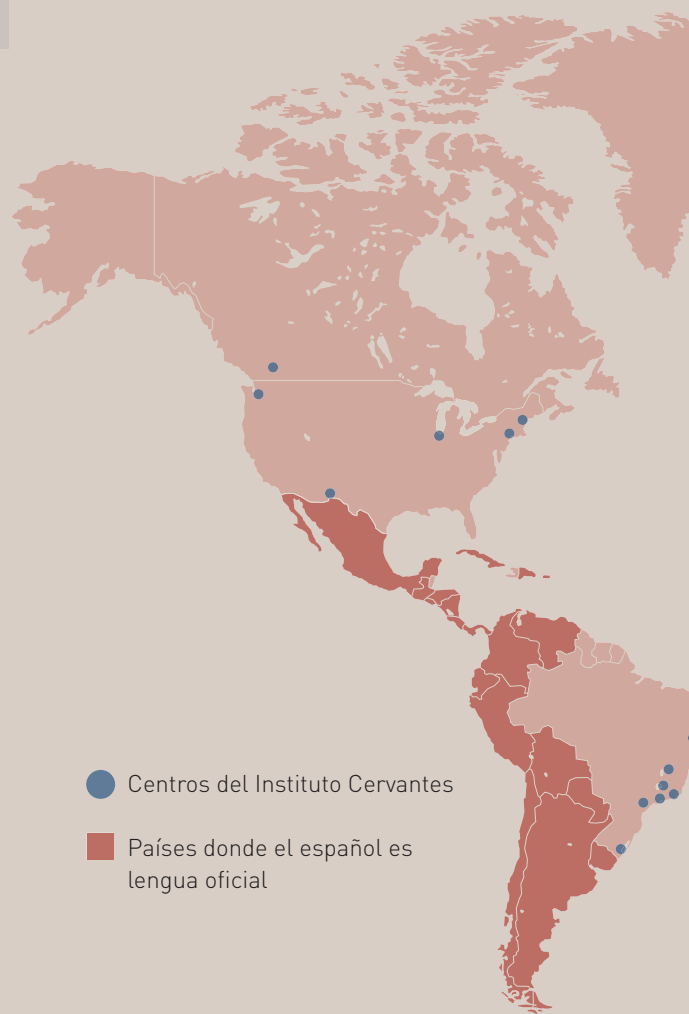 Centros del Instituto Cervantes
Países donde el español es
lengua oficial